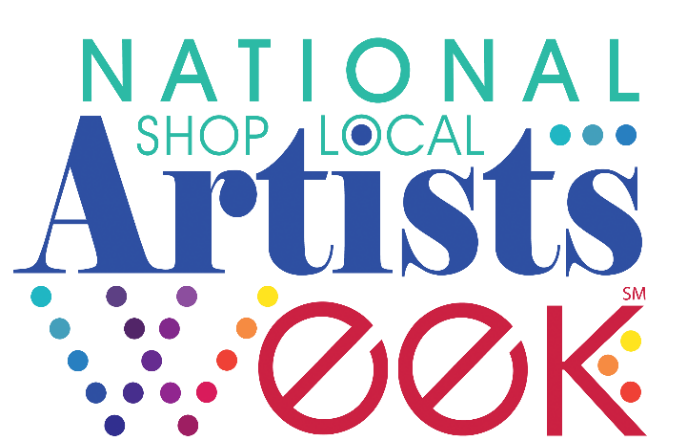 NATIONAL
SHOP LOCAL
Artists
Week SM